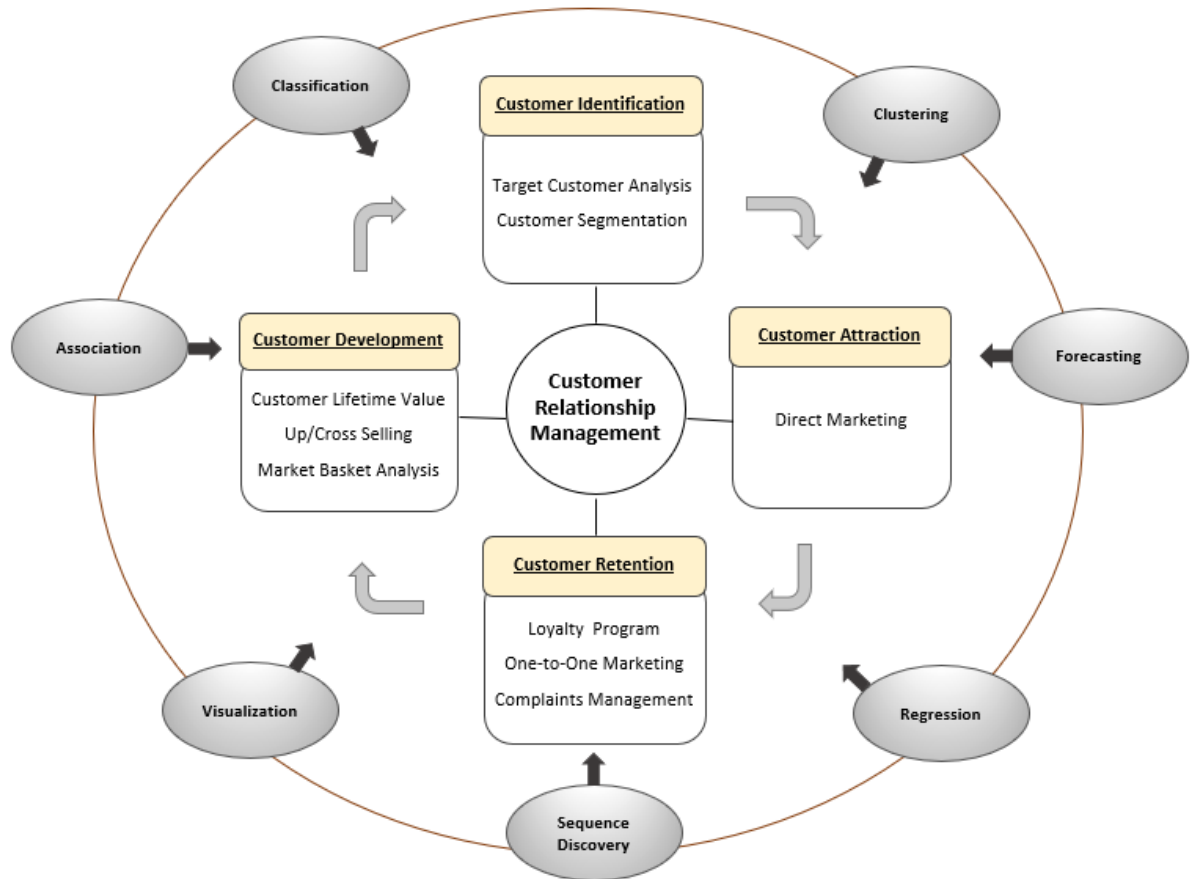 Classification
Clustering
Customer Identification
Target Customer Analysis
Customer Segmentation
Association
Customer Development
Customer Lifetime Value
Up/Cross Selling
Market Basket Analysis
Customer
Relationship
Management
Customer Attraction
Direct Marketing
Forecasting
Customer Retention
Loyalty Program
One-to-One Marketing
Complaints Management
Visualization
Regression
Sequence
Discovery